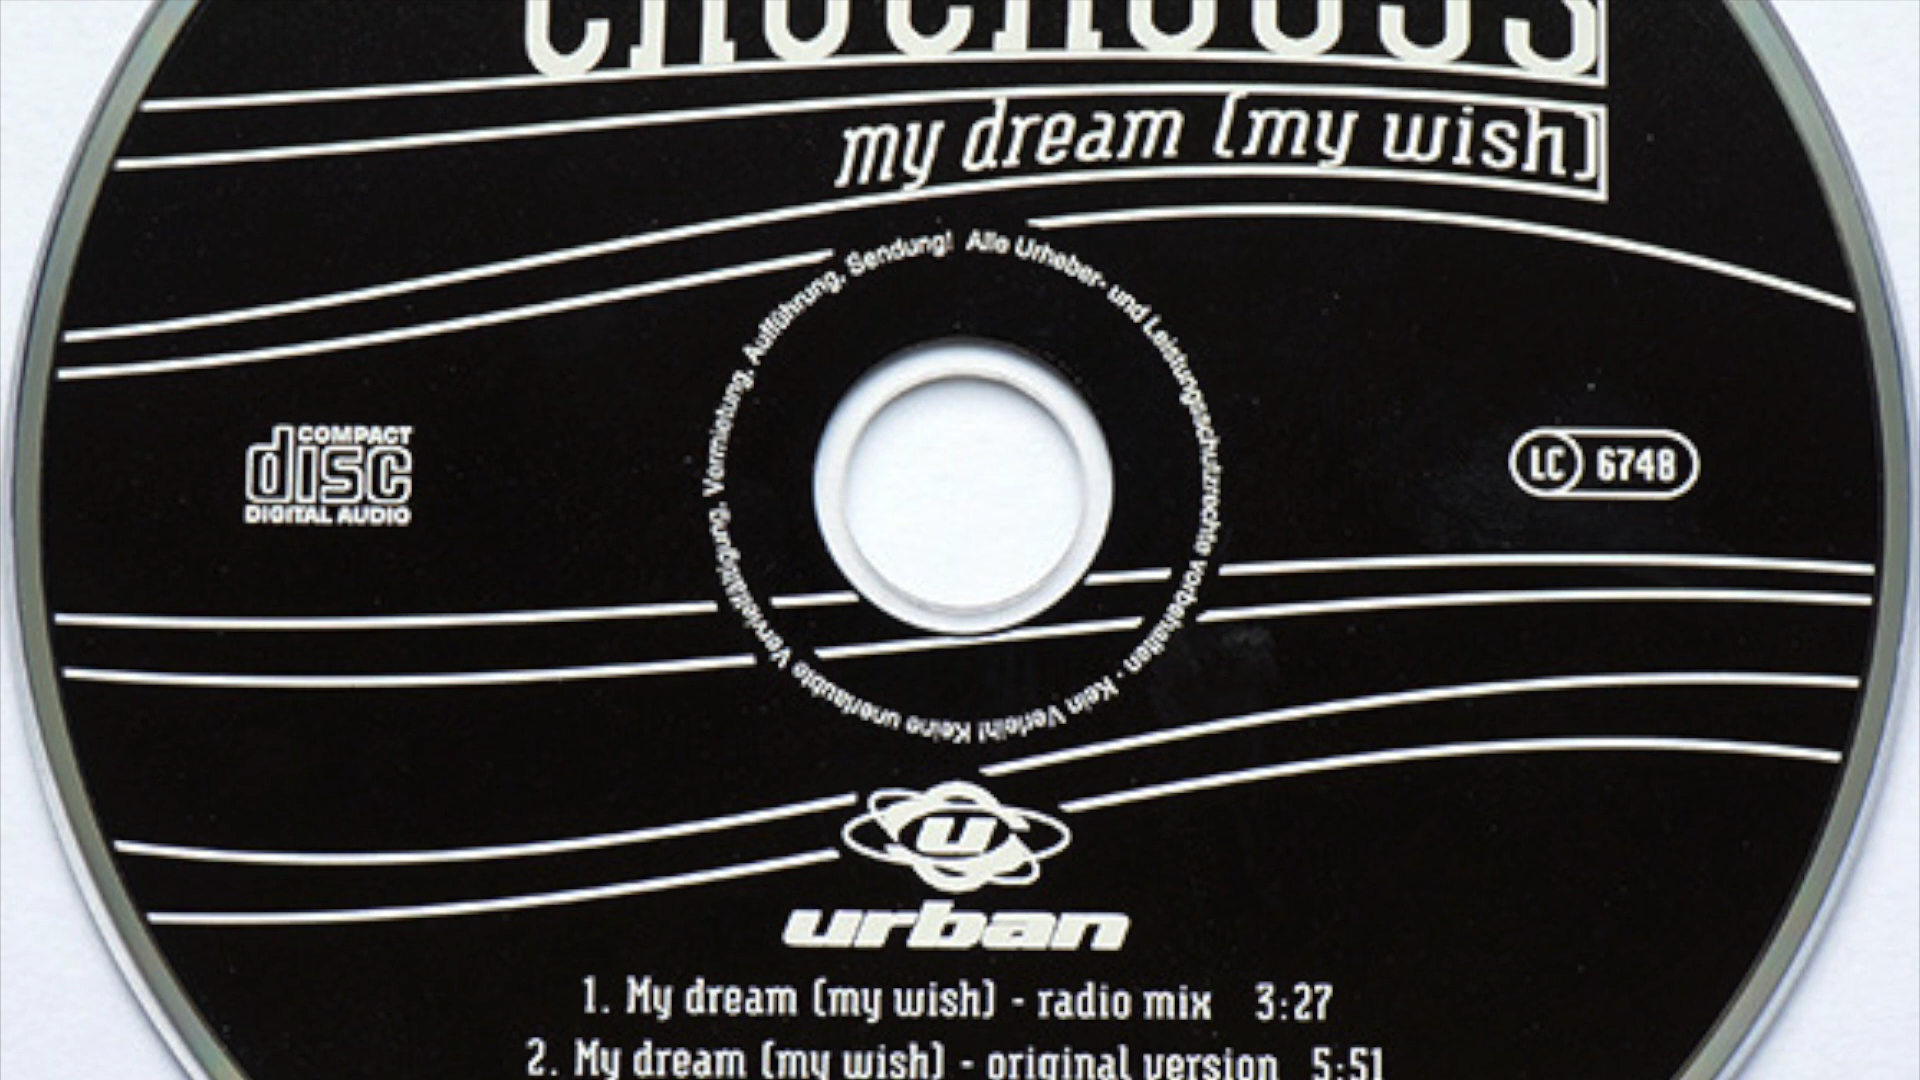 my dream (my wish)
Alle Urheber- und Leistungsschutzrechte vorbehalten · Kein Verleih! Keine unerlaubte Vervielfältigung, Vermietung, Aufführung, Sendung!
COMPACT
disc
DIGITAL AUDIO
LC 6748
u
urban
1. My dream (my wish) - radio mix 3:27
2. My dream (my wish) - original version 5:51